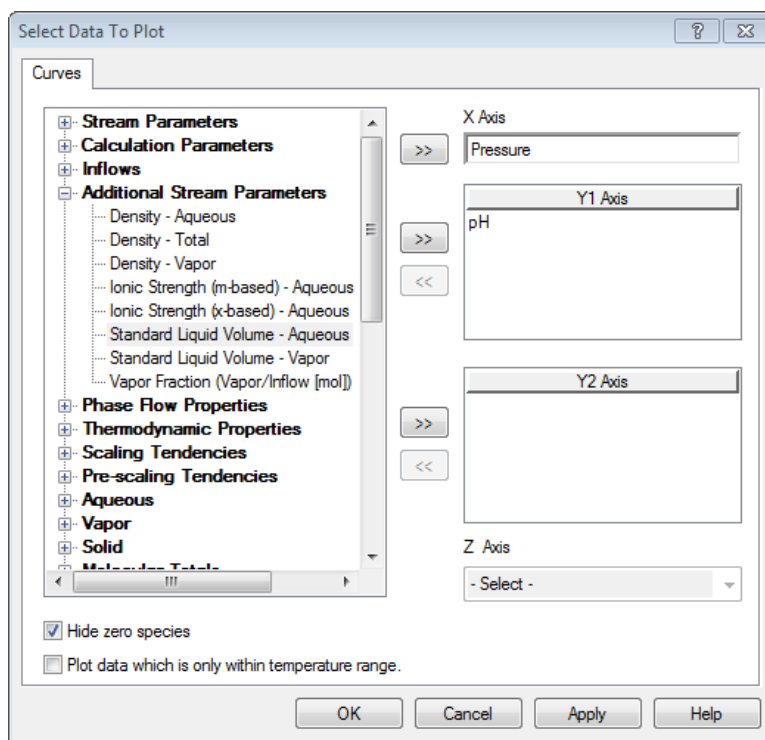 Select Data To Plot
Curves
Stream Parameters
Calculation Parameters
Inflows
Additional Stream Parameters
Density - Aqueous
Density - Total
Density - Vapor
Ionic Strength (m-based) - Aqueous
Ionic Strength (x-based) - Aqueous
Standard Liquid Volume - Aqueous
Standard Liquid Volume - Vapor
Vapor Fraction (Vapor/Inflow [mol])
Phase Flow Properties
Thermodynamic Properties
Scaling Tendencies
Pre-scaling Tendencies
Aqueous
Vapor
Solid
Molecular Totals
>>
X Axis
Pressure
>>
<<
Y1 Axis
pH
>>
<<
Y2 Axis
Z Axis
- Select -
Hide zero species
Plot data which is only within temperature range.
OK
Cancel
Apply
Help